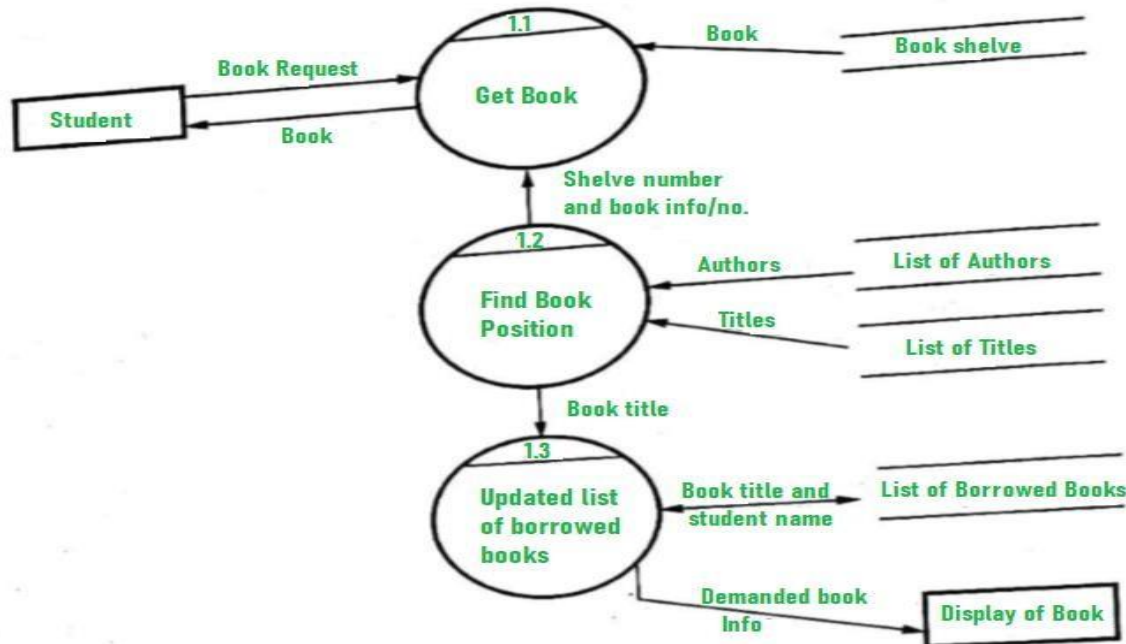 1.1
Book
Book shelve
Book Request
Get Book
Student
Book
Shelve number
and book info/no.
1.2
Authors
List of Authors
Find Book
Position
Titles
List of Titles
Book title
1.3
Updated list
of borrowed
books
Book title and
student name
List of Borrowed Books
Demanded book
Info
Display of Book